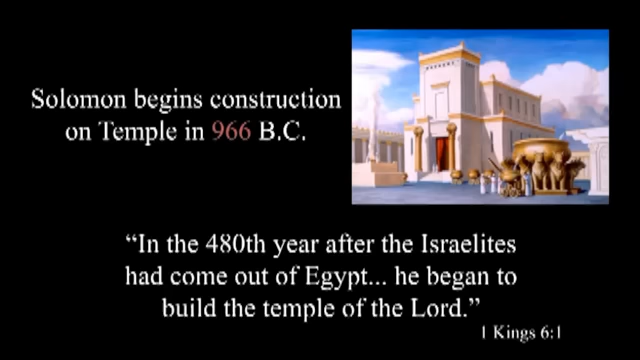 Solomon begins construction
on Temple in 966 B.C.
“In the 480th year after the Israelites
had come out of Egypt... he began to
build the temple of the Lord.”
1 Kings 6:1